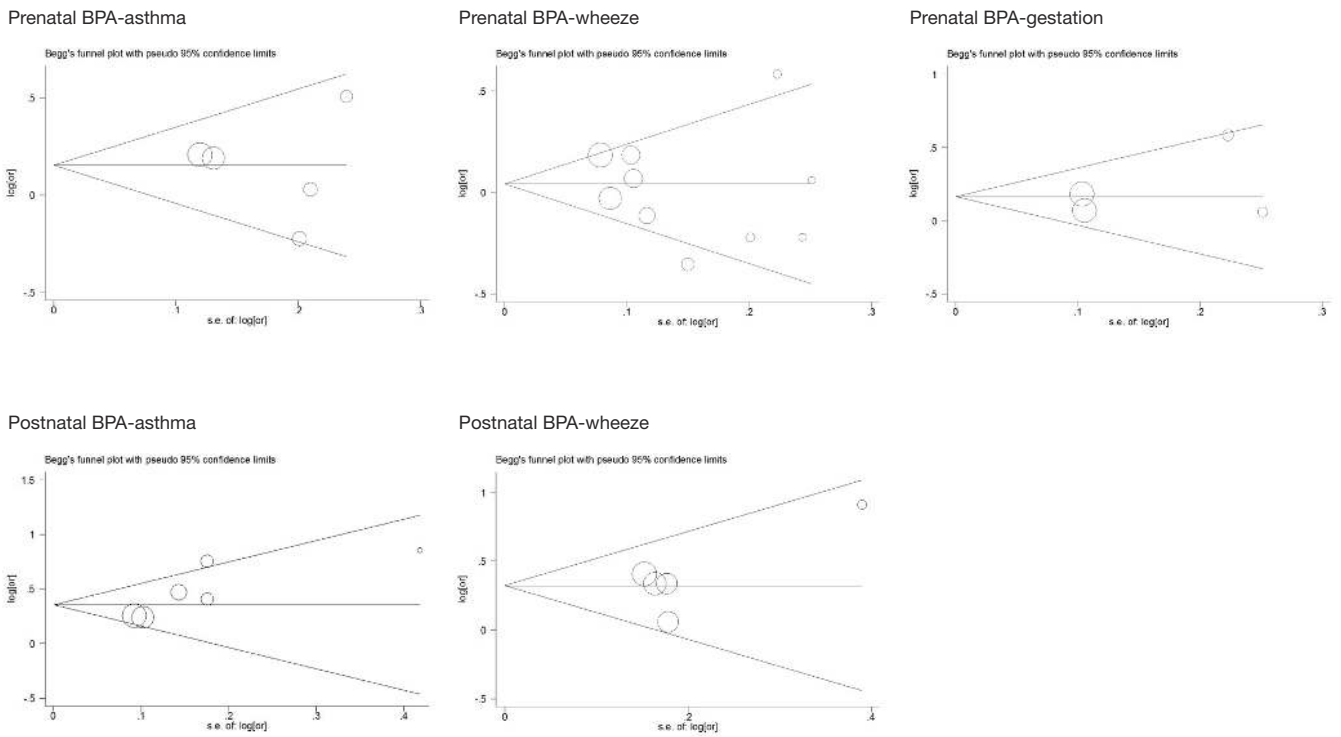 Prenatal BPA-asthma
Begg's funnel plot with pseudo 95% confidence limits
log[or]
.5
0
-.5
0 .1 .2 .3
s.e. of: log[or]
Prenatal BPA-wheeze
Begg's funnel plot with pseudo 95% confidence limits
log[or]
.5
0
-.5
0 .1 .2 .3
s.e. of: log[or]
Prenatal BPA-gestation
Begg's funnel plot with pseudo 95% confidence limits
log[or]
1
.5
0
-.5
0 .1 .2 .3
s.e. of: log[or]
Postnatal BPA-asthma
Begg's funnel plot with pseudo 95% confidence limits
log[or]
1.5
1
.5
0
-.5
0 .1 .2 .3 .4
s.e. of: log[or]
Postnatal BPA-wheeze
Begg's funnel plot with pseudo 95% confidence limits
log[or]
1
.5
0
-.5
0 .2 .4
s.e. of: log[or]